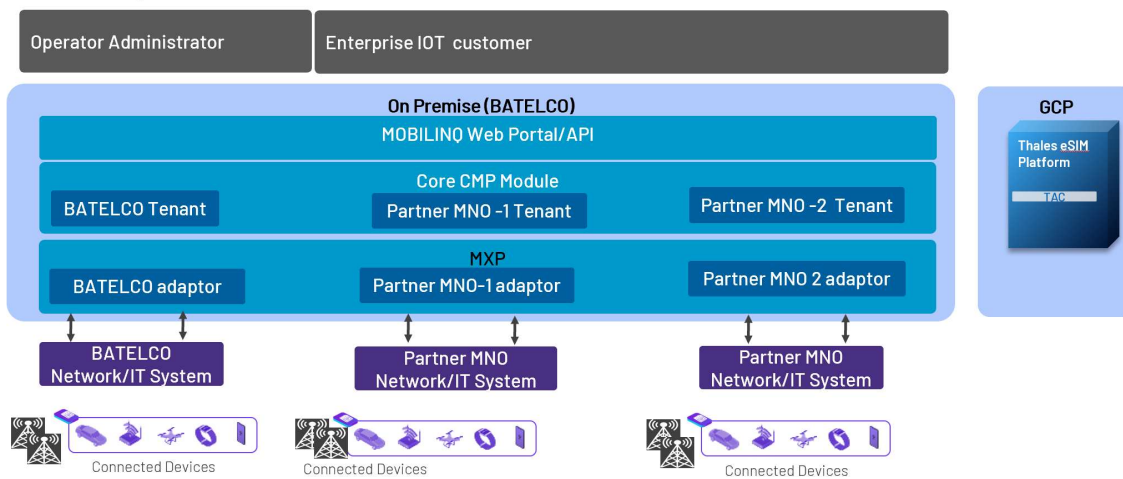 Operator Administrator
Enterprise IOT customer
On Premise (BATELCO)
MOBILINQ Web Portal/API
Core CMP Module
BATELCO Tenant
Partner MNO -1 Tenant
Partner MNO -2 Tenant
MXP
BATELCO adaptor
Partner MNO-1 adaptor
Partner MNO 2 adaptor
GCP
Thales eSIM
Platform
TAC
BATELCO
Network/IT System
Partner MNO
Network/IT System
Partner MNO
Network/IT System
Connected Devices
Connected Devices
Connected Devices